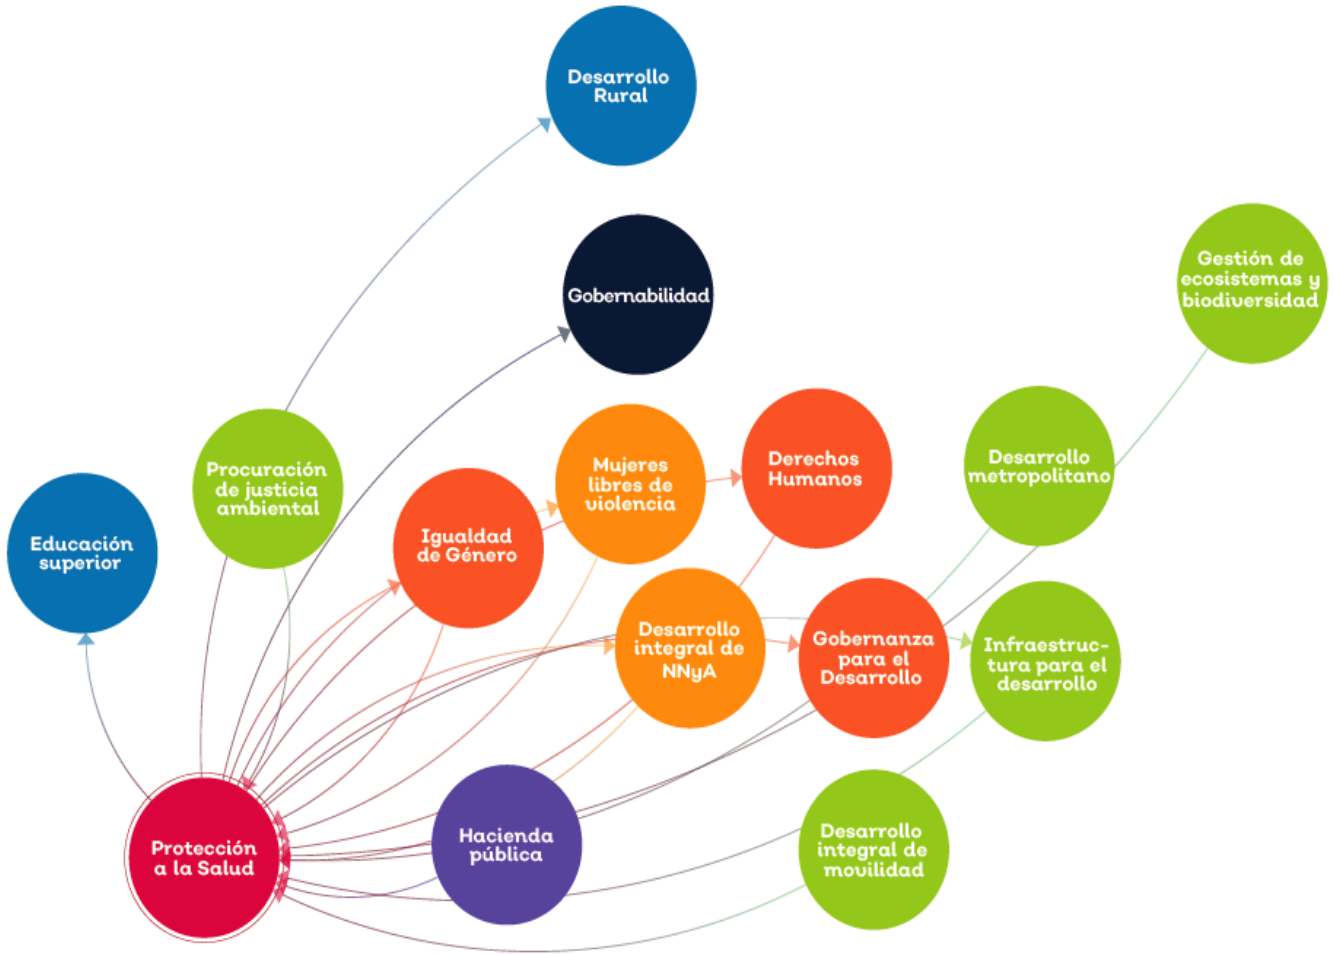 Desarrollo
Rural
Gobernabilidad
Gestión de
ecosistemas y
biodiversidad
Procuración
de justicia
ambiental
Mujeres
libres de
violencia
Derechos
Humanos
Desarrollo
metropolitano
Educación
superior
Igualdad
de Género
Desarrollo
integral de
NNyA
Gobernanza
para el
Desarrollo
Infraestruc-
tura para el
desarrollo
Protección
a la Salud
Hacienda
pública
Desarrollo
integral de
movilidad